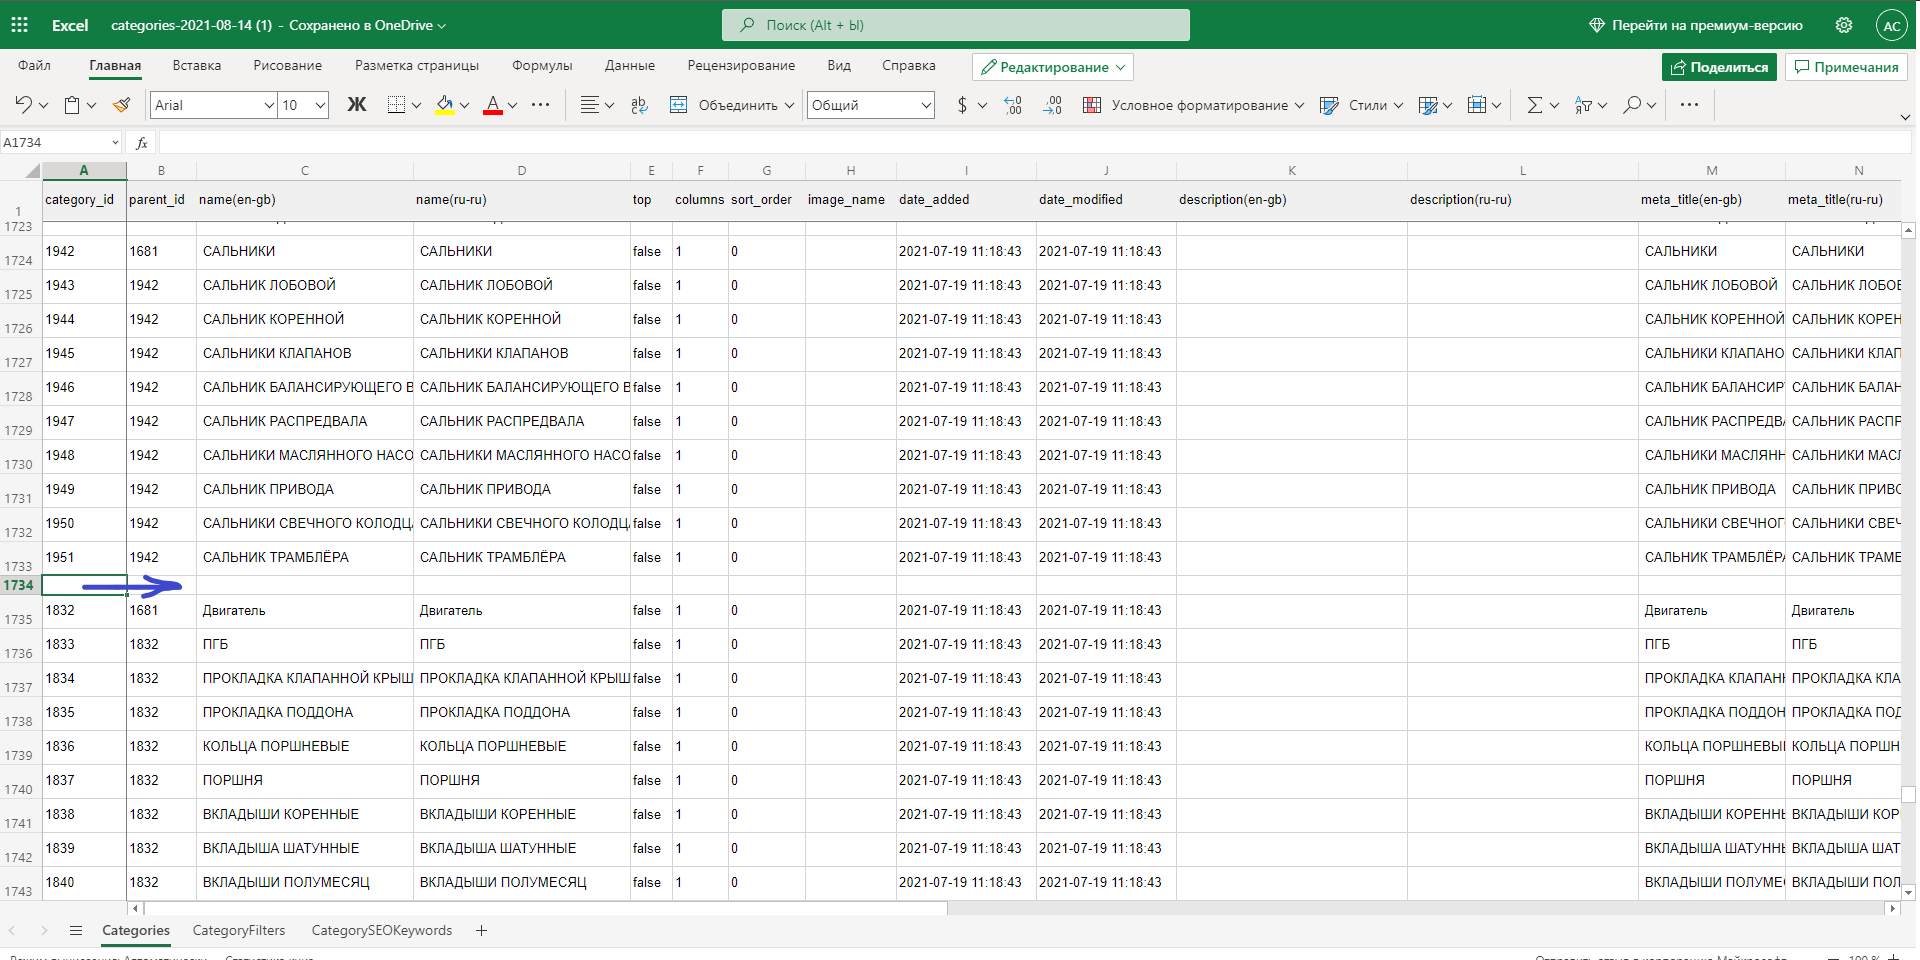 Excel categories-2021-08-14 (1) - Сохранено в OneDrive Поиск (Alt + Ы) Перейти на премиум-версию АС
Файл Главная Вставка Рисование Разметка страницы Формулы Данные Рецензирование Вид Справка Редактирование Поделиться Примечания
Arial 10 Ж А ab Объединить Общий $ Условное форматирование Стили
A1734 fx
A B C D E F G H I J K L M N
1 category_id parent_id name(en-gb) name(ru-ru) top columns sort_order image_name date_added date_modified description(en-gb) description(ru-ru) meta_title(en-gb) meta_title(ru-ru)
1723
1724 1942 1681 САЛЬНИКИ САЛЬНИКИ false 1 0 2021-07-19 11:18:43 2021-07-19 11:18:43 САЛЬНИКИ САЛЬНИКИ
1725 1943 1942 САЛЬНИК ЛОБОВОЙ САЛЬНИК ЛОБОВОЙ false 1 0 2021-07-19 11:18:43 2021-07-19 11:18:43 САЛЬНИК ЛОБОВОЙ САЛЬНИК ЛОБОВ
1726 1944 1942 САЛЬНИК КОРЕННОЙ САЛЬНИК КОРЕННОЙ false 1 0 2021-07-19 11:18:43 2021-07-19 11:18:43 САЛЬНИК КОРЕННОЙ САЛЬНИК КОРЕН
1727 1945 1942 САЛЬНИКИ КЛАПАНОВ САЛЬНИКИ КЛАПАНОВ false 1 0 2021-07-19 11:18:43 2021-07-19 11:18:43 САЛЬНИКИ КЛАПАНО САЛЬНИКИ КЛАП
1728 1946 1942 САЛЬНИК БАЛАНСИРУЮЩЕГО В САЛЬНИК БАЛАНСИРУЮЩЕГО В false 1 0 2021-07-19 11:18:43 2021-07-19 11:18:43 САЛЬНИК БАЛАНСИР САЛЬНИК БАЛАН
1729 1947 1942 САЛЬНИК РАСПРЕДВАЛА САЛЬНИК РАСПРЕДВАЛА false 1 0 2021-07-19 11:18:43 2021-07-19 11:18:43 САЛЬНИК РАСПРЕДВА САЛЬНИК РАСПР
1730 1948 1942 САЛЬНИКИ МАСЛЯННОГО НАСО САЛЬНИКИ МАСЛЯННОГО НАСО false 1 0 2021-07-19 11:18:43 2021-07-19 11:18:43 САЛЬНИКИ МАСЛЯНН САЛЬНИКИ МАСЛ
1731 1949 1942 САЛЬНИК ПРИВОДА САЛЬНИК ПРИВОДА false 1 0 2021-07-19 11:18:43 2021-07-19 11:18:43 САЛЬНИК ПРИВОДА САЛЬНИК ПРИВО
1732 1950 1942 САЛЬНИКИ СВЕЧНОГО КОЛОДЦ САЛЬНИКИ СВЕЧНОГО КОЛОДЦ false 1 0 2021-07-19 11:18:43 2021-07-19 11:18:43 САЛЬНИКИ СВЕЧНОГ САЛЬНИКИ СВЕЧ
1733 1951 1942 САЛЬНИК ТРАМБЛЁРА САЛЬНИК ТРАМБЛЁРА false 1 0 2021-07-19 11:18:43 2021-07-19 11:18:43 САЛЬНИК ТРАМБЛЁРА САЛЬНИК ТРАМБ
1734
1735 1832 1681 Двигатель Двигатель false 1 0 2021-07-19 11:18:43 2021-07-19 11:18:43 Двигатель Двигатель
1736 1833 1832 ПГБ ПГБ false 1 0 2021-07-19 11:18:43 2021-07-19 11:18:43 ПГБ ПГБ
1737 1834 1832 ПРОКЛАДКА КЛАПАННОЙ КРЫШ ПРОКЛАДКА КЛАПАННОЙ КРЫШ false 1 0 2021-07-19 11:18:43 2021-07-19 11:18:43 ПРОКЛАДКА КЛАПАНН ПРОКЛАДКА КЛА
1738 1835 1832 ПРОКЛАДКА ПОДДОНА ПРОКЛАДКА ПОДДОНА false 1 0 2021-07-19 11:18:43 2021-07-19 11:18:43 ПРОКЛАДКА ПОДДОН ПРОКЛАДКА ПОД
1739 1836 1832 КОЛЬЦА ПОРШНЕВЫЕ КОЛЬЦА ПОРШНЕВЫЕ false 1 0 2021-07-19 11:18:43 2021-07-19 11:18:43 КОЛЬЦА ПОРШНЕВЫЕ КОЛЬЦА ПОРШН
1740 1837 1832 ПОРШНЯ ПОРШНЯ false 1 0 2021-07-19 11:18:43 2021-07-19 11:18:43 ПОРШНЯ ПОРШНЯ
1741 1838 1832 ВКЛАДЫШИ КОРЕННЫЕ ВКЛАДЫШИ КОРЕННЫЕ false 1 0 2021-07-19 11:18:43 2021-07-19 11:18:43 ВКЛАДЫШИ КОРЕННЫ ВКЛАДЫШИ КОР
1742 1839 1832 ВКЛАДЫША ШАТУННЫЕ ВКЛАДЫША ШАТУННЫЕ false 1 0 2021-07-19 11:18:43 2021-07-19 11:18:43 ВКЛАДЫША ШАТУННЫ ВКЛАДЫША ШАТ
1743 1840 1832 ВКЛАДЫШИ ПОЛУМЕСЯЦ ВКЛАДЫШИ ПОЛУМЕСЯЦ false 1 0 2021-07-19 11:18:43 2021-07-19 11:18:43 ВКЛАДЫШИ ПОЛУМЕС ВКЛАДЫШИ ПОЛ
Categories CategoryFilters CategorySEOKeywords